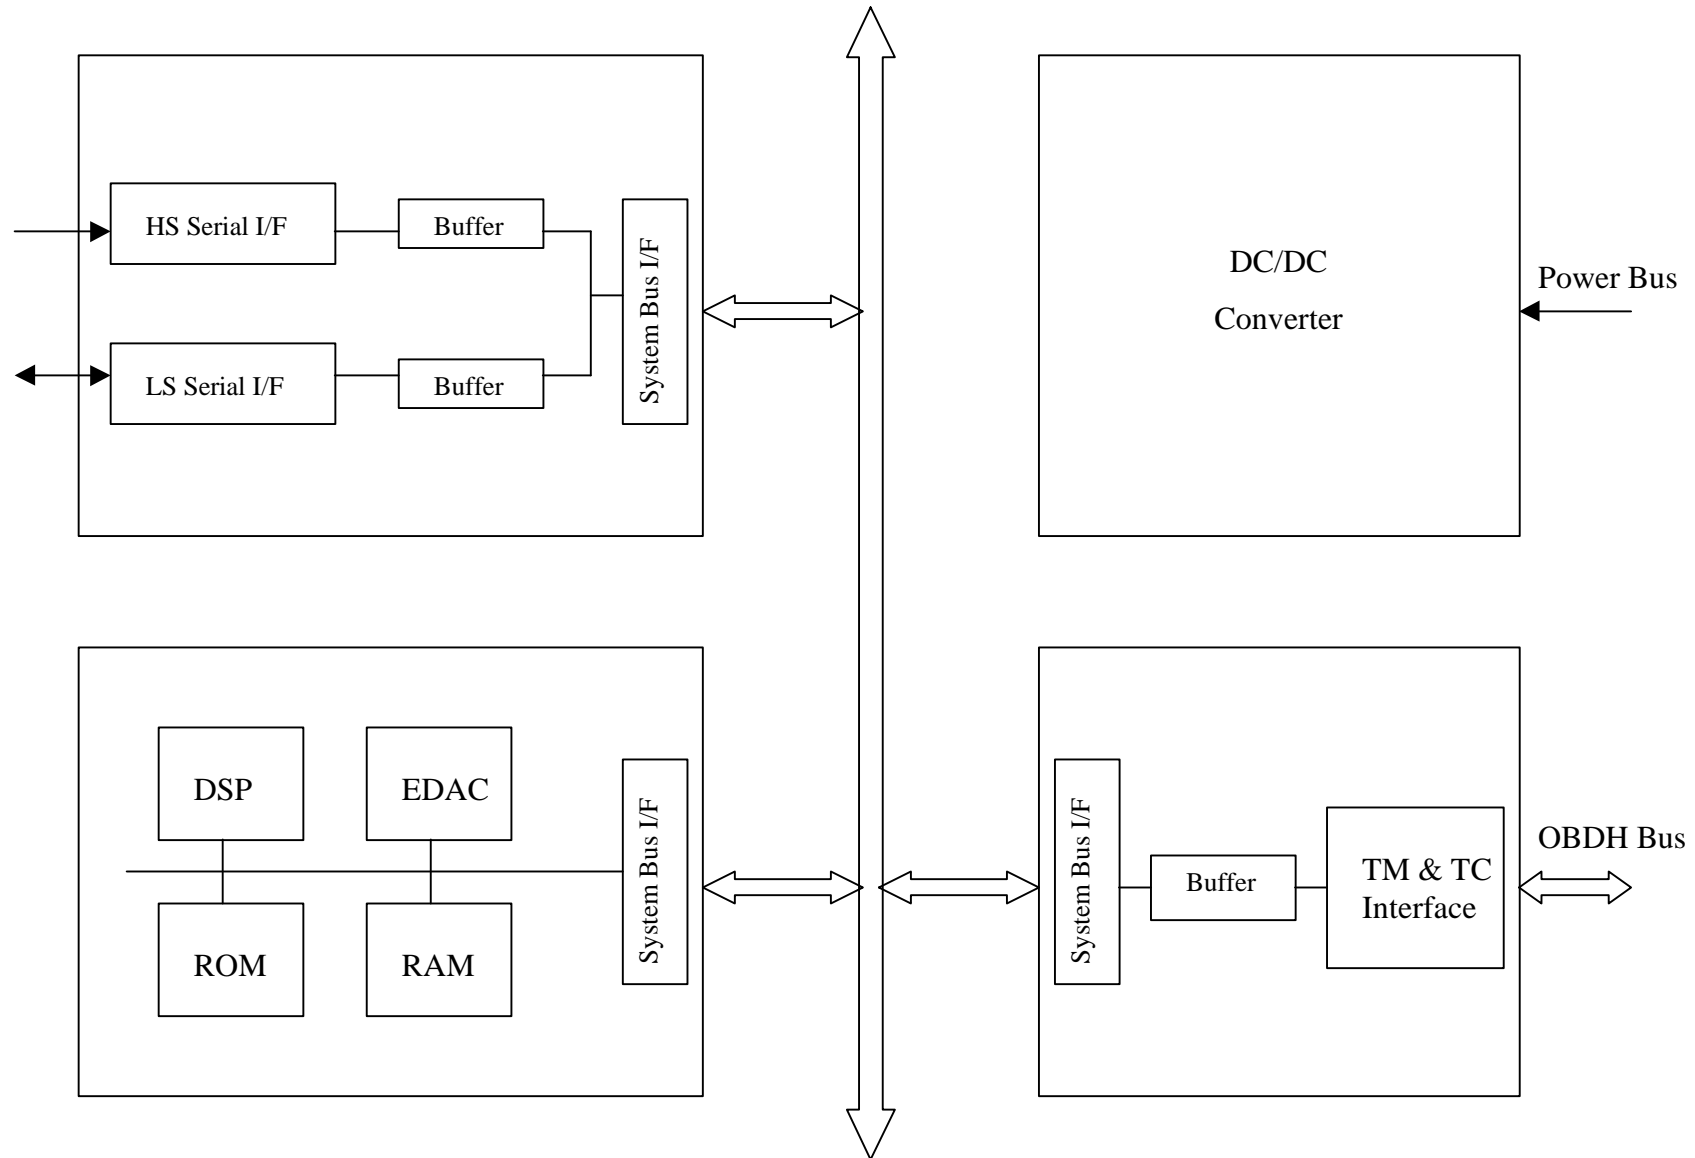 HS Serial I/F
Buffer
System Bus I/F
LS Serial I/F
Buffer
DC/DC
Converter
Power Bus
DSP
EDAC
ROM
RAM
System Bus I/F
System Bus I/F
Buffer
TM & TC
Interface
OBDH Bus